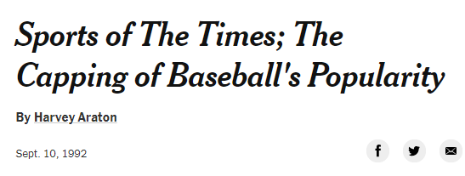 Sports of The Times; The
Capping of Baseball's Popularity
By Harvey Araton
Sept. 10, 1992